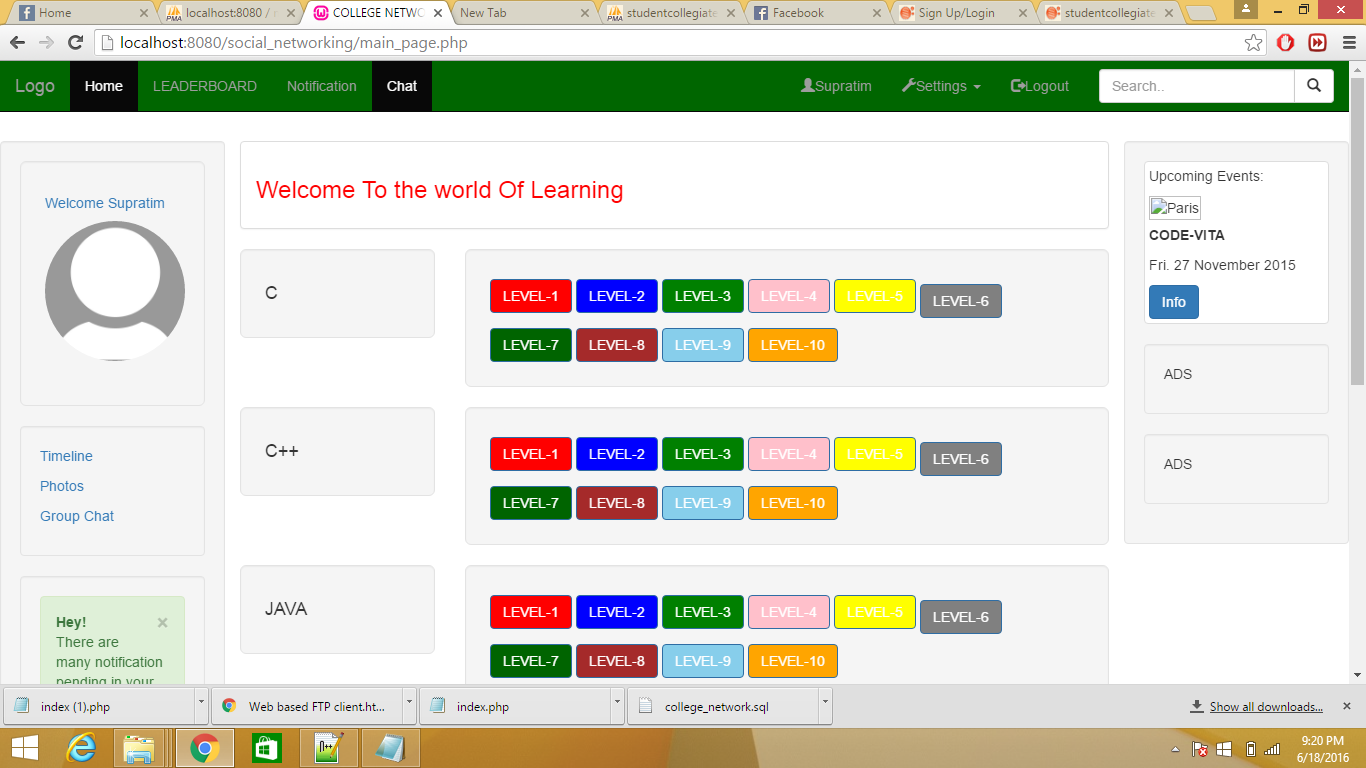 Home
localhost:8080 /
COLLEGE NETWO
New Tab
studentcollegiate
Facebook
Sign Up/Login
studentcollegiate
localhost:8080/social_networking/main_page.php
Logo Home LEADERBOARD Notification Chat Supratim Settings Logout Search..
Welcome Supratim
Timeline
Photos
Group Chat
Hey! ×
There are
many notification
pending in your
Welcome To the world Of Learning
C
LEVEL-1 LEVEL-2 LEVEL-3 LEVEL-4 LEVEL-5 LEVEL-6
LEVEL-7 LEVEL-8 LEVEL-9 LEVEL-10
C++
LEVEL-1 LEVEL-2 LEVEL-3 LEVEL-4 LEVEL-5 LEVEL-6
LEVEL-7 LEVEL-8 LEVEL-9 LEVEL-10
JAVA
LEVEL-1 LEVEL-2 LEVEL-3 LEVEL-4 LEVEL-5 LEVEL-6
LEVEL-7 LEVEL-8 LEVEL-9 LEVEL-10
Upcoming Events:
Paris
CODE-VITA
Fri. 27 November 2015
Info
ADS
ADS
index (1).php
Web based FTP client.ht...
index.php
college_network.sql
Show all downloads...
9:20 PM
6/18/2016